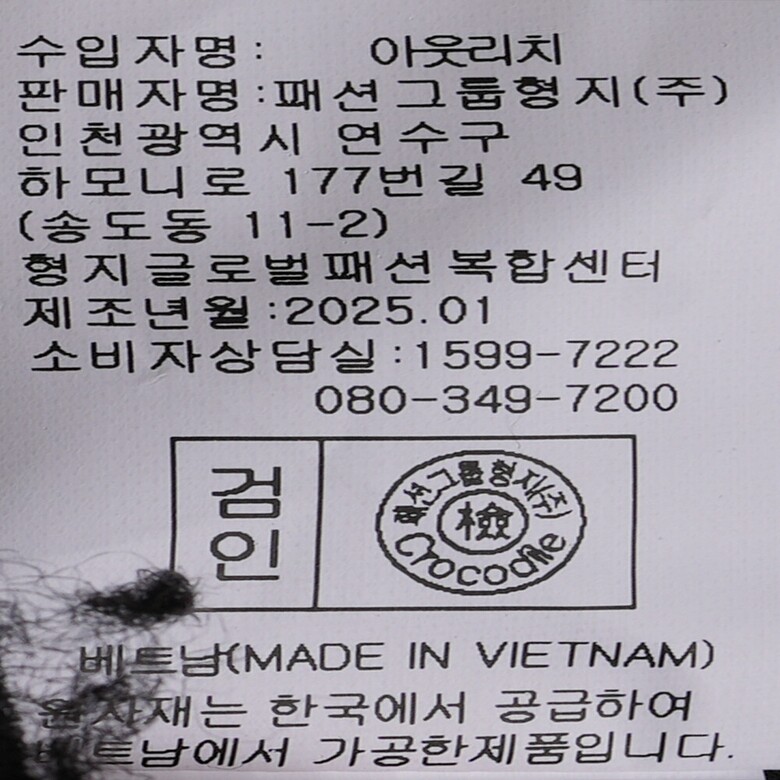 수입자명: 아웃리치
판매자명:패션그룹형지(주)
인천광역시 연수구
하모니로 177번길 49
(송도동 11-2)
형지글로벌패션복합센터
제조년월:2025.01
소비자상담실:1599-7222
080-349-7200
검인
패션그룹형지(주)
檢
Crocodile
베트남(MADE IN VIETNAM)
원자재는 한국에서 공급하여
베트남에서 가공한제품입니다.